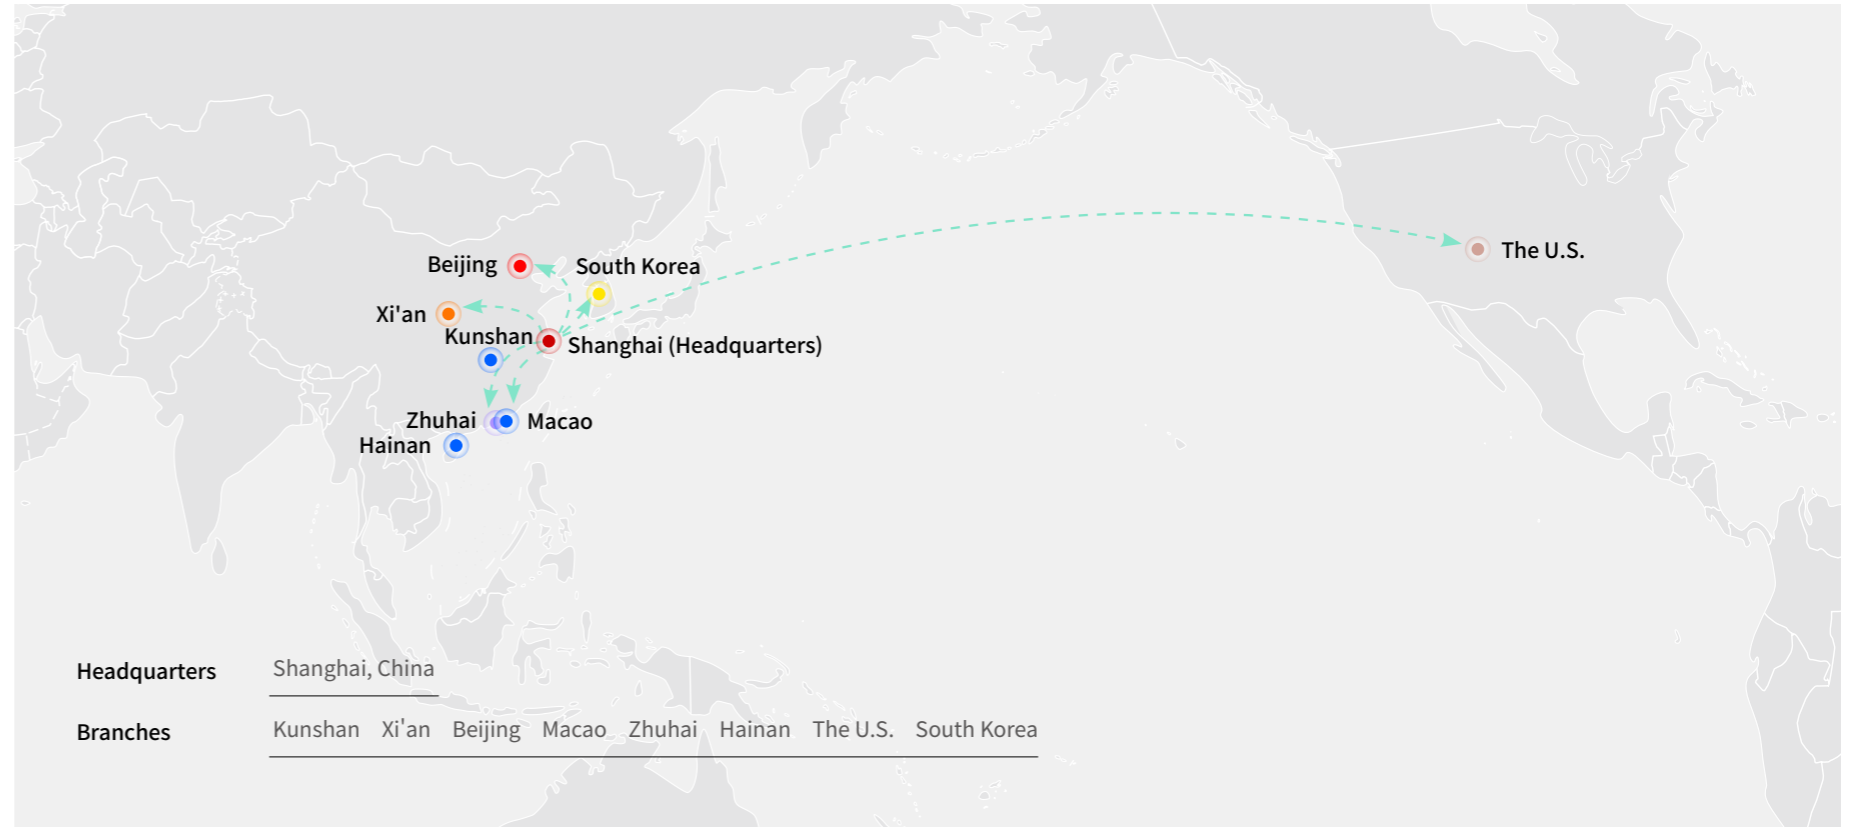 Beijing
South Korea
The U.S.
Xi'an
Kunshan
Shanghai (Headquarters)
Zhuhai
Macao
Hainan
Headquarters Shanghai, China
Branches Kunshan Xi'an Beijing Macao Zhuhai Hainan The U.S. South Korea